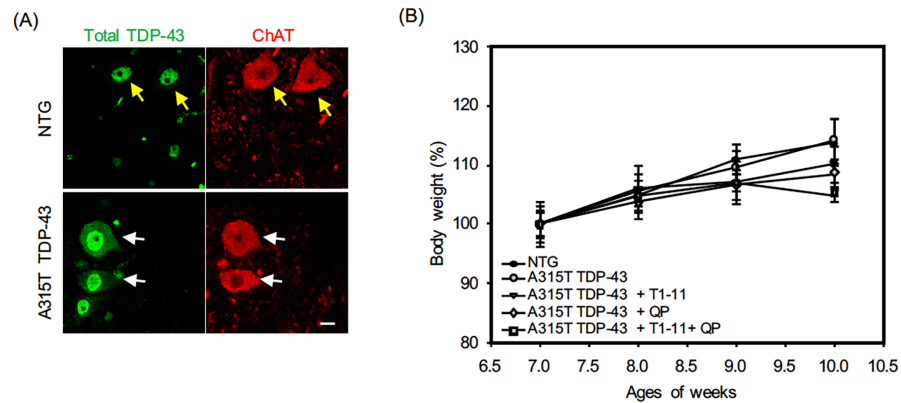 (A)
Total TDP-43 ChAT
NTG
A315T TDP-43
(B)
Body weight (%)
130
120
110
100
90
80
NTG
A315T TDP-43
A315T TDP-43 + T1-11
A315T TDP-43 + QP
A315T TDP-43 + T1-11+ QP
6.5 7.0 7.5 8.0 8.5 9.0 9.5 10.0 10.5
Ages of weeks